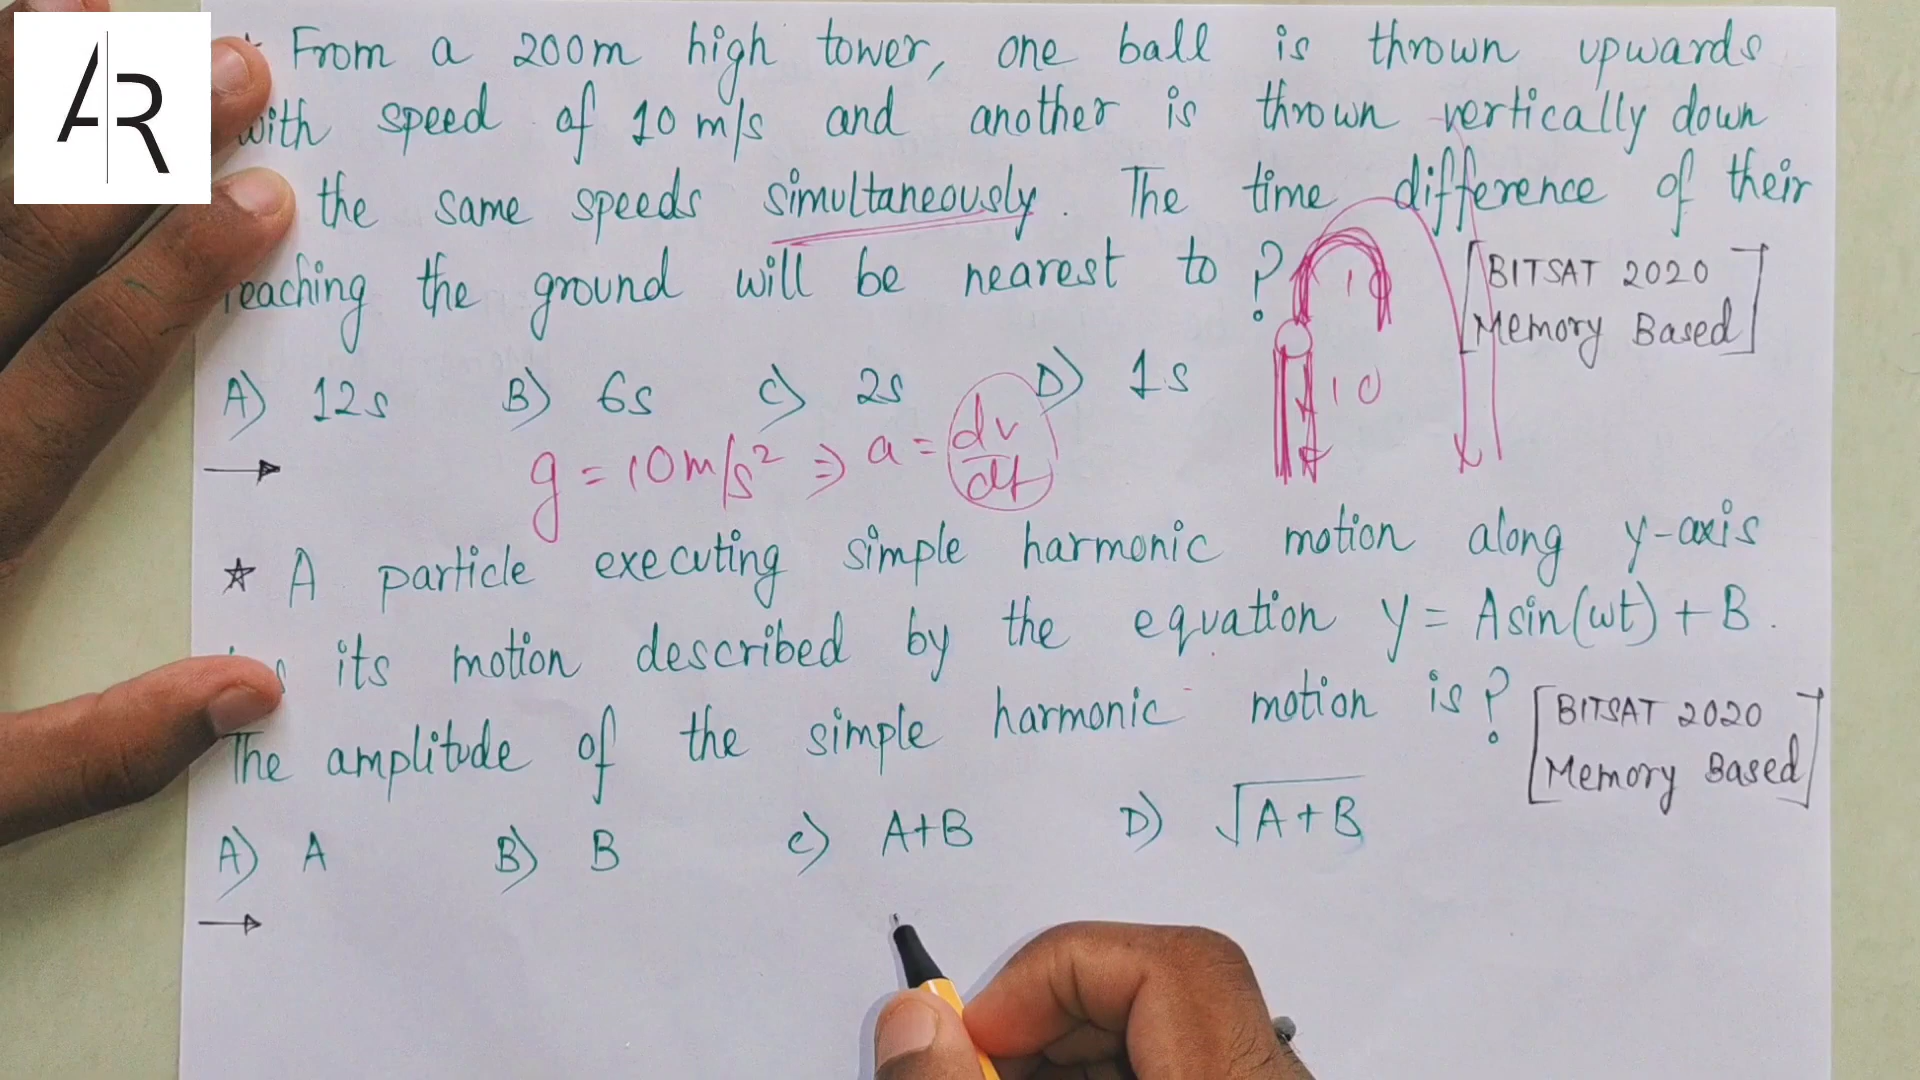 AR
From a 200m high tower, one ball is thrown upwards
with speed of 10 m/s and another is thrown vertically down
the same speeds simultaneously. The time difference of their
reaching the ground will be nearest to ?
[BITSAT 2020
Memory Based]
10
10
A) 12s B) 6s C) 2s D) 1s
g = 10m/s² ⇒ a = dv/dt
☆ A particle executing simple harmonic motion along y-axis
its motion described by the equation y = A sin(ωt) + B.
The amplitude of the simple harmonic motion is?
[BITSAT 2020
Memory Based]
A) A B) B C) A+B D) √A+B